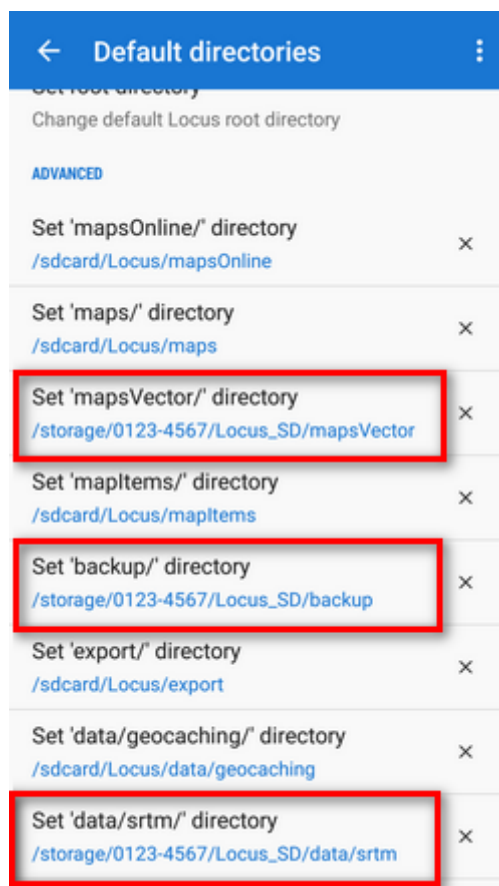 Default directories
Set root directory
Change default Locus root directory
ADVANCED
Set 'mapsOnline/' directory
/sdcard/Locus/mapsOnline
Set 'maps/' directory
/sdcard/Locus/maps
Set 'mapsVector/' directory
/storage/0123-4567/Locus_SD/mapsVector
Set 'mapItems/' directory
/sdcard/Locus/mapItems
Set 'backup/' directory
/storage/0123-4567/Locus_SD/backup
Set 'export/' directory
/sdcard/Locus/export
Set 'data/geocaching/' directory
/sdcard/Locus/data/geocaching
Set 'data/srtm/' directory
/storage/0123-4567/Locus_SD/data/srtm